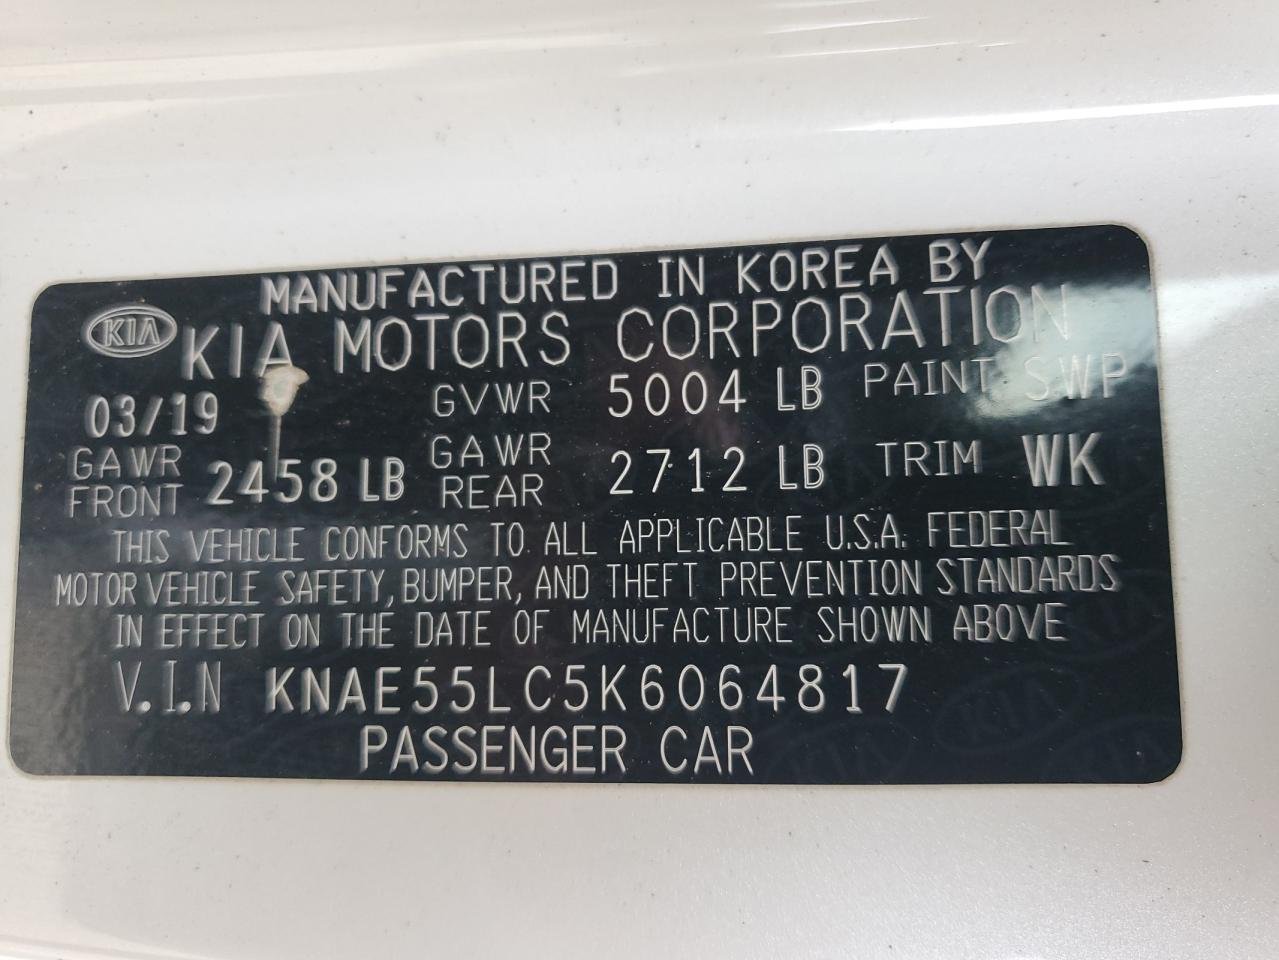 MANUFACTURED IN KOREA BY
KIA KIA MOTORS CORPORATION
03/19 GVWR 5004 LB PAINT SWP
GAWR FRONT 2458 LB GAWR REAR 2712 LB TRIM WK
THIS VEHICLE CONFORMS TO ALL APPLICABLE U.S.A. FEDERAL
MOTOR VEHICLE SAFETY, BUMPER, AND THEFT PREVENTION STANDARDS
IN EFFECT ON THE DATE OF MANUFACTURE SHOWN ABOVE
V.I.N KNAE55LC5K6064817
PASSENGER CAR